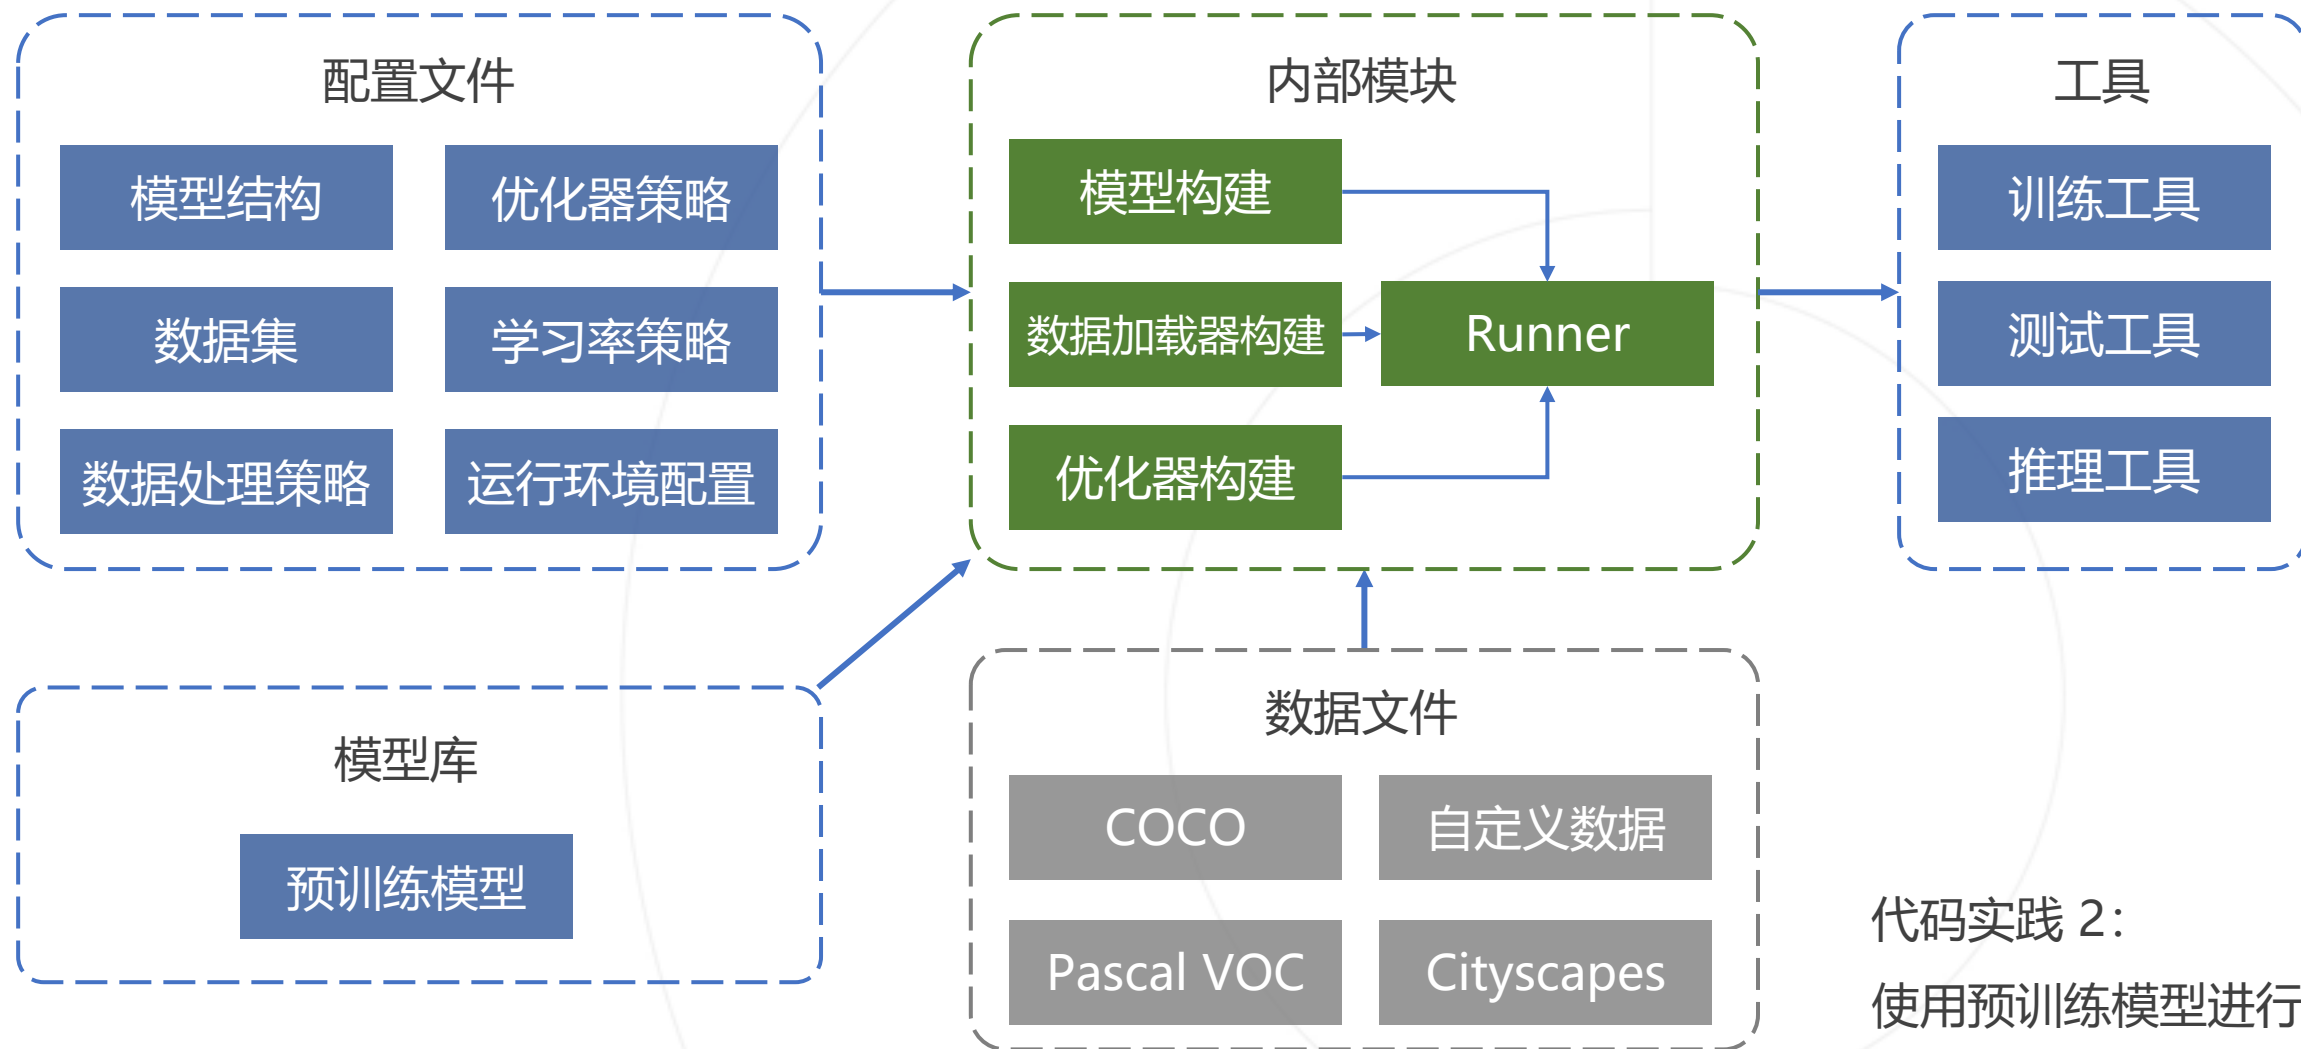 配置文件
模型结构
优化器策略
数据集
学习率策略
数据处理策略
运行环境配置
内部模块
模型构建
数据加载器构建
Runner
优化器构建
工具
训练工具
测试工具
推理工具
模型库
预训练模型
数据文件
COCO
自定义数据
Pascal VOC
Cityscapes
代码实践 2：
使用预训练模型进行